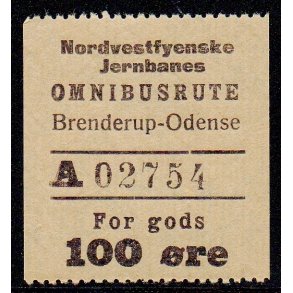 Nordvestfyenske
Jernbanes
OMNIBUSRUTE
Brenderup-Odense
A 02754
For gods
100 øre